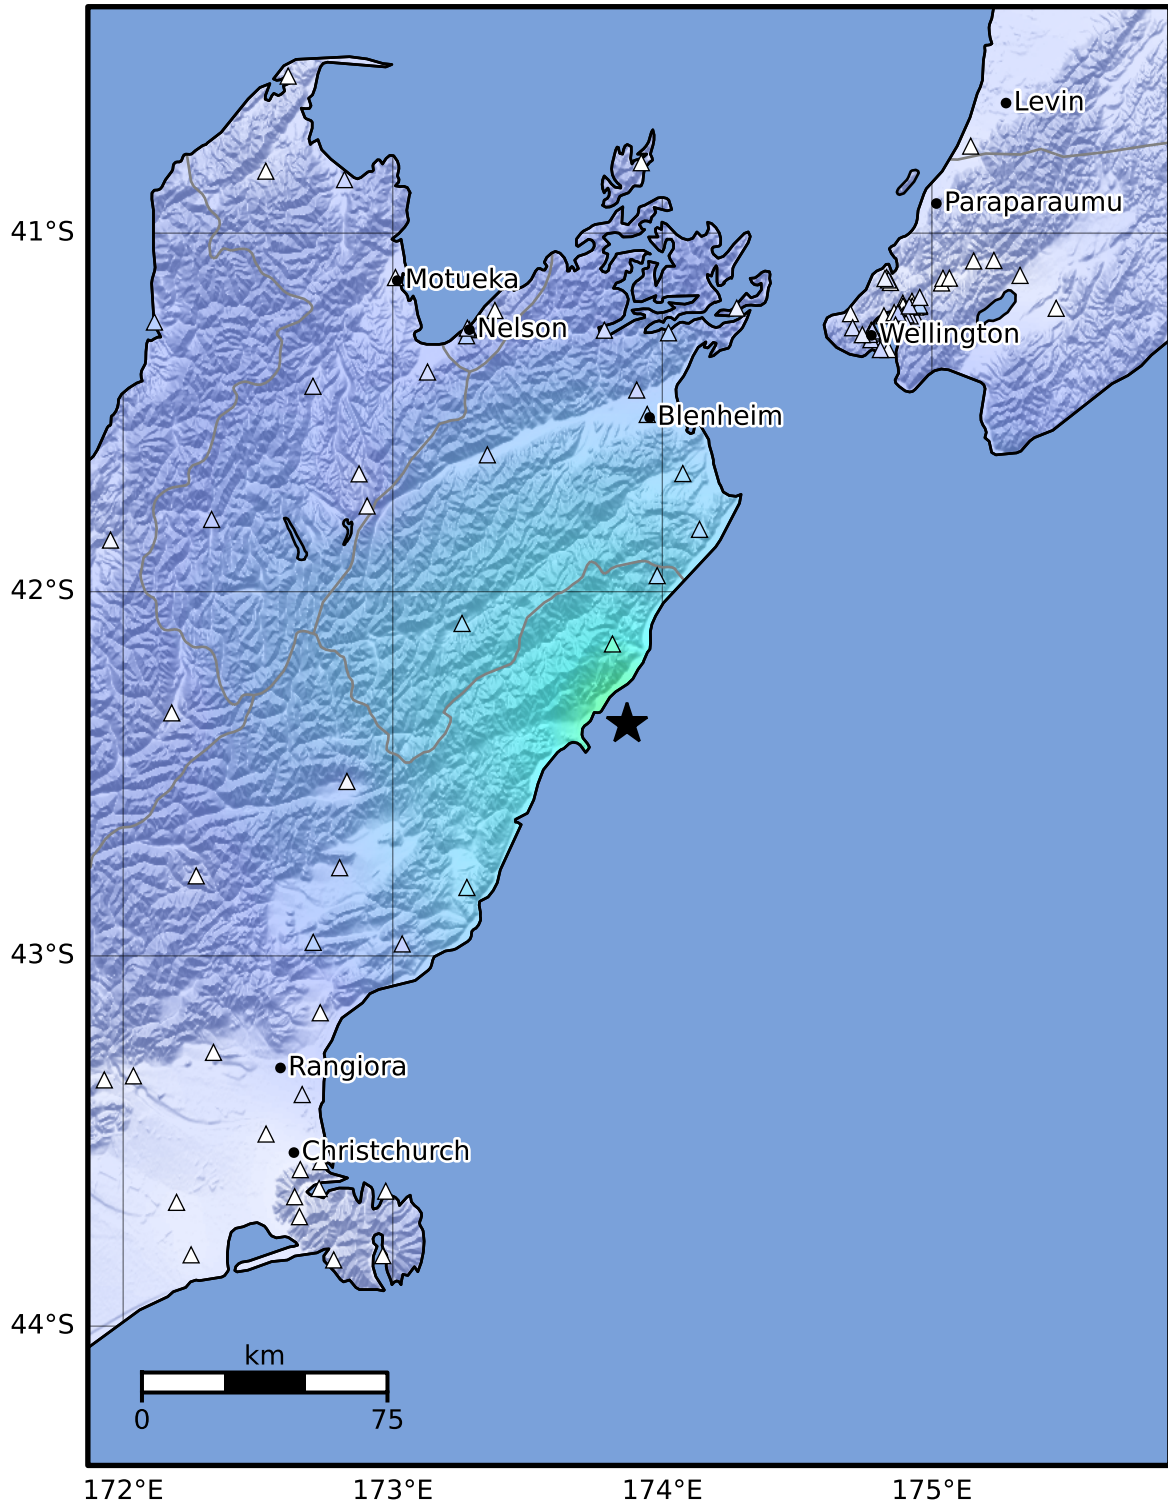 Levin
Paraparaumu
41°S
Motueka
Nelson
Wellington
Blenheim
42°S
43°S
Rangiora
Christchurch
44°S
km
0 75
172°E 173°E 174°E 175°E